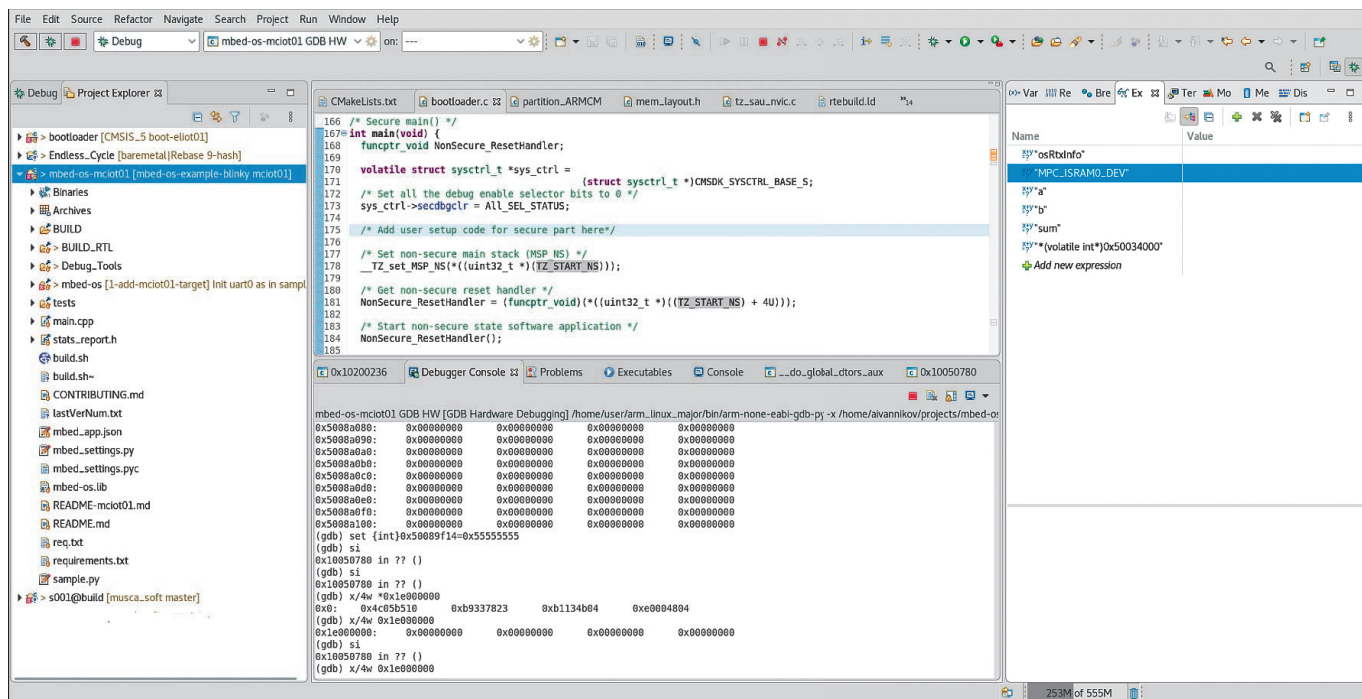 File Edit Source Refactor Navigate Search Project Run Window Help
Debug mbed-os-mciot01 GDB HW on: ---
Debug Project Explorer
> bootloader [CMSIS_5 boot-eliot01]
> Endless_Cycle [baremetal|Rebase 9-hash]
> mbed-os-mciot01 [mbed-os-example-blinky mciot01]
Binaries
Archives
BUILD
> BUILD_RTL
> Debug_Tools
> mbed-os [1-add-mciot01-target] Init uart0 as in sampl
tests
main.cpp
stats_report.h
build.sh
build.sh~
CONTRIBUTING.md
lastVerNum.txt
mbed_app.json
mbed_settings.py
mbed_settings.pyc
mbed-os.lib
README-mciot01.md
README.md
req.txt
requirements.txt
sample.py
> s001@build [musca_soft master]
CMakeLists.txt bootloader.c partition_ARMCM mem_layout.h tz_sau_nvic.c rtebuild.ld »14
166 /* Secure main() */
167 int main(void) {
168 funcptr_void NonSecure_ResetHandler;
169
170 volatile struct sysctrl_t *sys_ctrl =
171 (struct sysctrl_t *)CMSDK_SYSCTRL_BASE_S;
172 /* Set all the debug enable selector bits to 0 */
173 sys_ctrl->secdbgclr = All_SEL_STATUS;
174
175 /* Add user setup code for secure part here*/
176
177 /* Set non-secure main stack (MSP_NS) */
178 __TZ_set_MSP_NS(*((uint32_t *)(TZ_START_NS)));
179
180 /* Get non-secure reset handler */
181 NonSecure_ResetHandler = (funcptr_void)(*((uint32_t *)((TZ_START_NS) + 4U)));
182
183 /* Start non-secure state software application */
184 NonSecure_ResetHandler();
185
0x10200236 Debugger Console Problems Executables Console __do_global_dtors_aux 0x10050780
mbed-os-mciot01 GDB HW [GDB Hardware Debugging] /home/user/arm_linux_major/bin/arm-none-eabi-gdb-py -x /home/aivannikov/projects/mbed-os
0x5008a080: 0x00000000 0x00000000 0x00000000 0x00000000
0x5008a090: 0x00000000 0x00000000 0x00000000 0x00000000
0x5008a0a0: 0x00000000 0x00000000 0x00000000 0x00000000
0x5008a0b0: 0x00000000 0x00000000 0x00000000 0x00000000
0x5008a0c0: 0x00000000 0x00000000 0x00000000 0x00000000
0x5008a0d0: 0x00000000 0x00000000 0x00000000 0x00000000
0x5008a0e0: 0x00000000 0x00000000 0x00000000 0x00000000
0x5008a0f0: 0x00000000 0x00000000 0x00000000 0x00000000
0x5008a100: 0x00000000 0x00000000 0x00000000 0x00000000
(gdb) set {int}0x50089f14=0x55555555
(gdb) si
0x10050780 in ?? ()
(gdb) si
0x10050780 in ?? ()
(gdb) x/4w *0x1e000000
0x0: 0x4c05b510 0xb9337823 0xb1134b04 0xe0004804
(gdb) x/4w 0x1e000000
0x1e000000: 0x00000000 0x00000000 0x00000000 0x00000000
(gdb) si
0x10050780 in ?? ()
(gdb) x/4w 0x1e000000
Var Re Bre Ex Ter Mo Me Dis
Name Value
"osRtxInfo"
"MPC_ISRAM0_DEV"
"a"
"b"
"sum"
"*(volatile int*)0x50034000"
Add new expression
253M of 555M